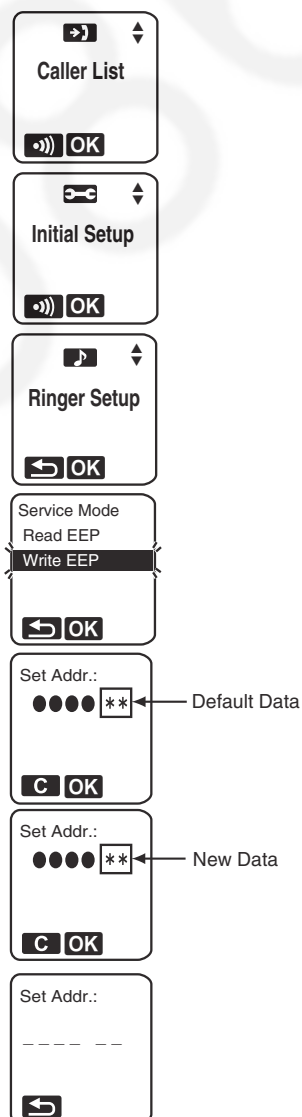 Caller List
OK
Initial Setup
OK
Ringer Setup
OK
Service Mode
Read EEP
Write EEP
OK
Set Addr.:
●●●● ** Default Data
C OK
Set Addr.:
●●●● ** New Data
C OK
Set Addr.:
_ _ _ _ _ _